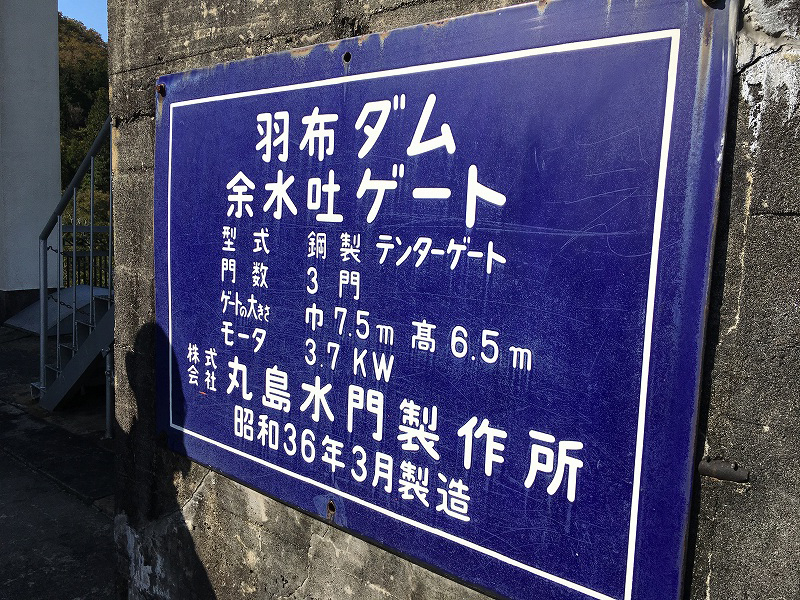 羽布ダム
余水吐ゲート
型式 鋼製 テンターゲート
門数 3門
ゲートの大きさ 巾7.5m 髙6.5m
モータ 3.7KW
株式会社 丸島水門製作所
昭和36年3月製造